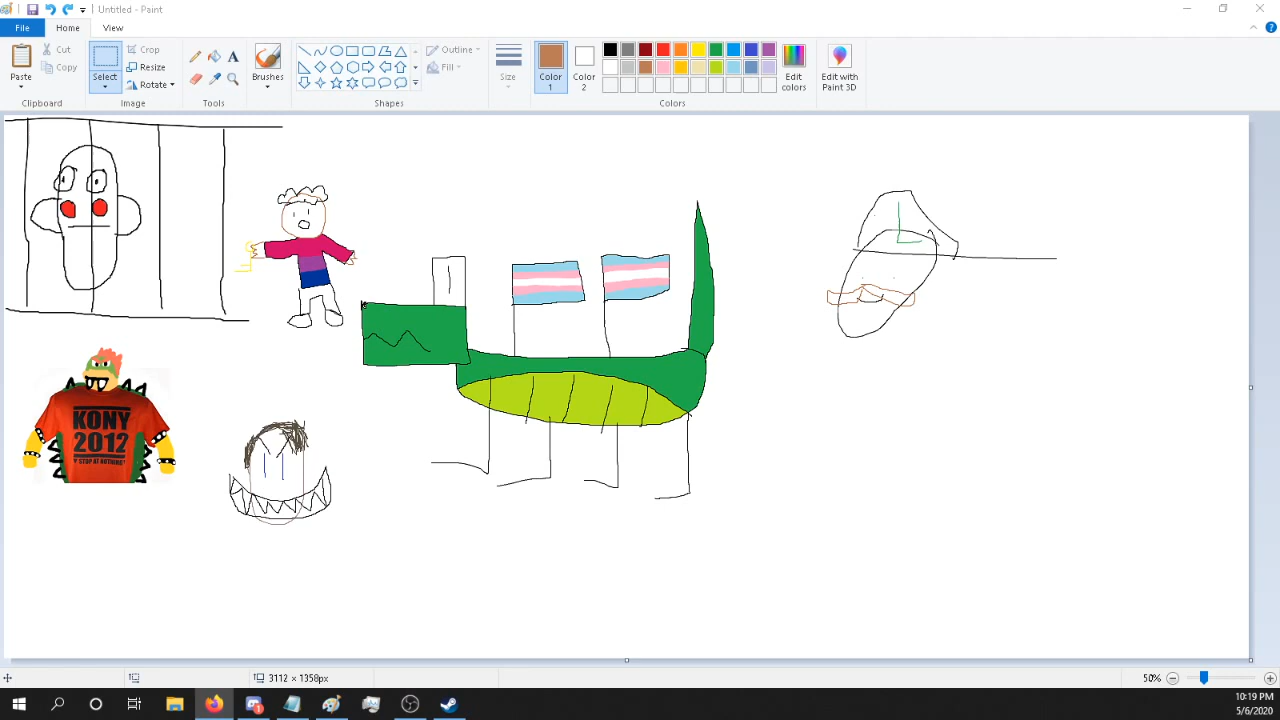 Untitled - Paint
File
Home
View
Paste
Clipboard
Cut
Copy
Select
Crop
Resize
Rotate
Image
A
Tools
Brushes
Shapes
Outline
Fill
Size
Color 1
Color 2
Edit colors
Colors
Edit with Paint 3D
L
KONY
2012
STOP AT NOTHING
3112 × 1358px
50%
10:19 PM
5/6/2020